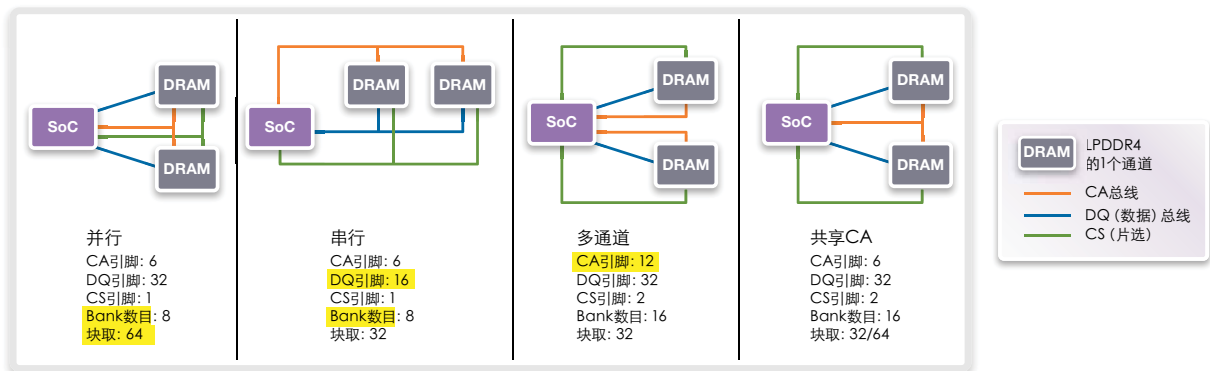 DRAM
SoC
DRAM
并行
CA引脚: 6
DQ引脚: 32
CS引脚: 1
Bank数目: 8
块取: 64
DRAM
DRAM
SoC
串行
CA引脚: 6
DQ引脚: 16
CS引脚: 1
Bank数目: 8
块取: 32
DRAM
SoC
DRAM
多通道
CA引脚: 12
DQ引脚: 32
CS引脚: 2
Bank数目: 16
块取: 32
DRAM
SoC
DRAM
共享CA
CA引脚: 6
DQ引脚: 32
CS引脚: 2
Bank数目: 16
块取: 32/64
DRAM
LPDDR4
的1个通道
CA总线
DQ (数据) 总线
CS (片选)